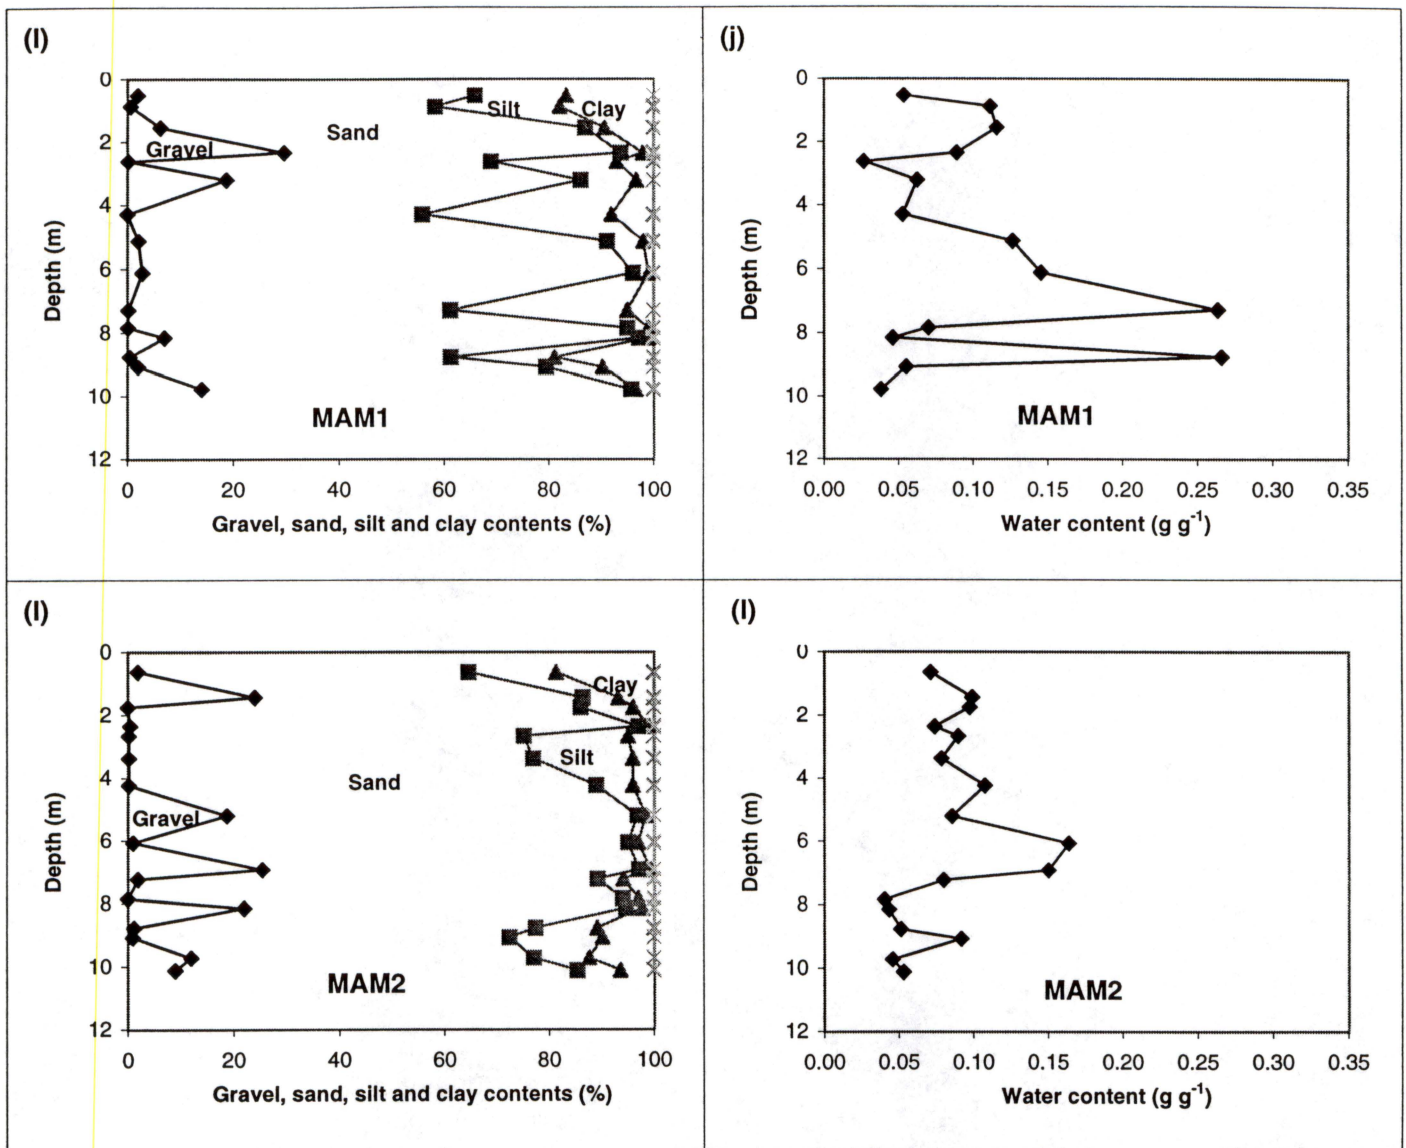 (I)
0
2
4
6
8
10
12
Depth (m)
Silt
Clay
Sand
Gravel
MAM1
0 20 40 60 80 100
Gravel, sand, silt and clay contents (%)
(j)
0
2
4
6
8
10
12
Depth (m)
MAM1
0.00 0.05 0.10 0.15 0.20 0.25 0.30 0.35
Water content (g g⁻¹)
(I)
0
2
4
6
8
10
12
Depth (m)
Clay
Silt
Sand
Gravel
MAM2
0 20 40 60 80 100
Gravel, sand, silt and clay contents (%)
(I)
0
2
4
6
8
10
12
Depth (m)
MAM2
0.00 0.05 0.10 0.15 0.20 0.25 0.30 0.35
Water content (g g⁻¹)